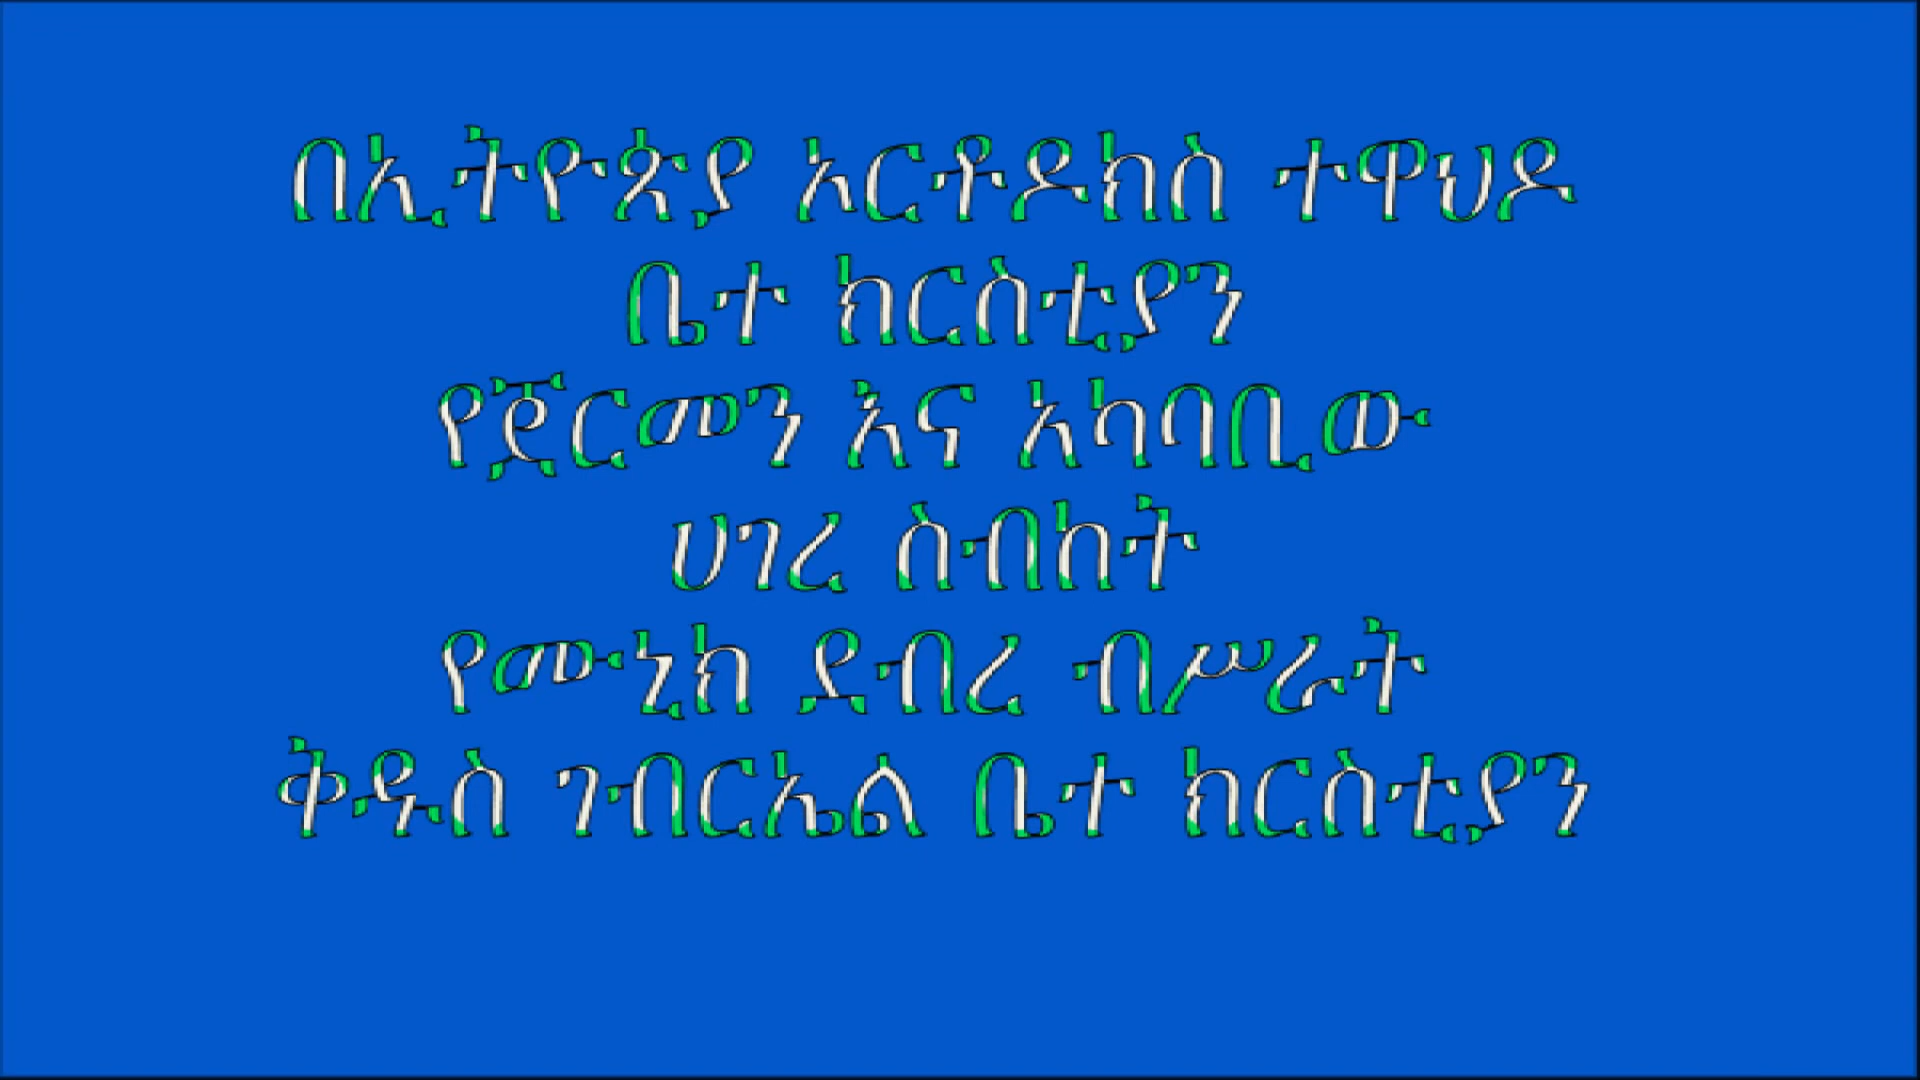 በኢትዮጵያ ኦርቶዶክስ ተዋህዶ
ቤተ ክርስቲያን
የጀርመን እና አካባቢው
ሀገረ ስብከት
የሙኒክ ደብረ ብሥራት
ቅዱስ ገብርኤል ቤተ ክርስቲያን